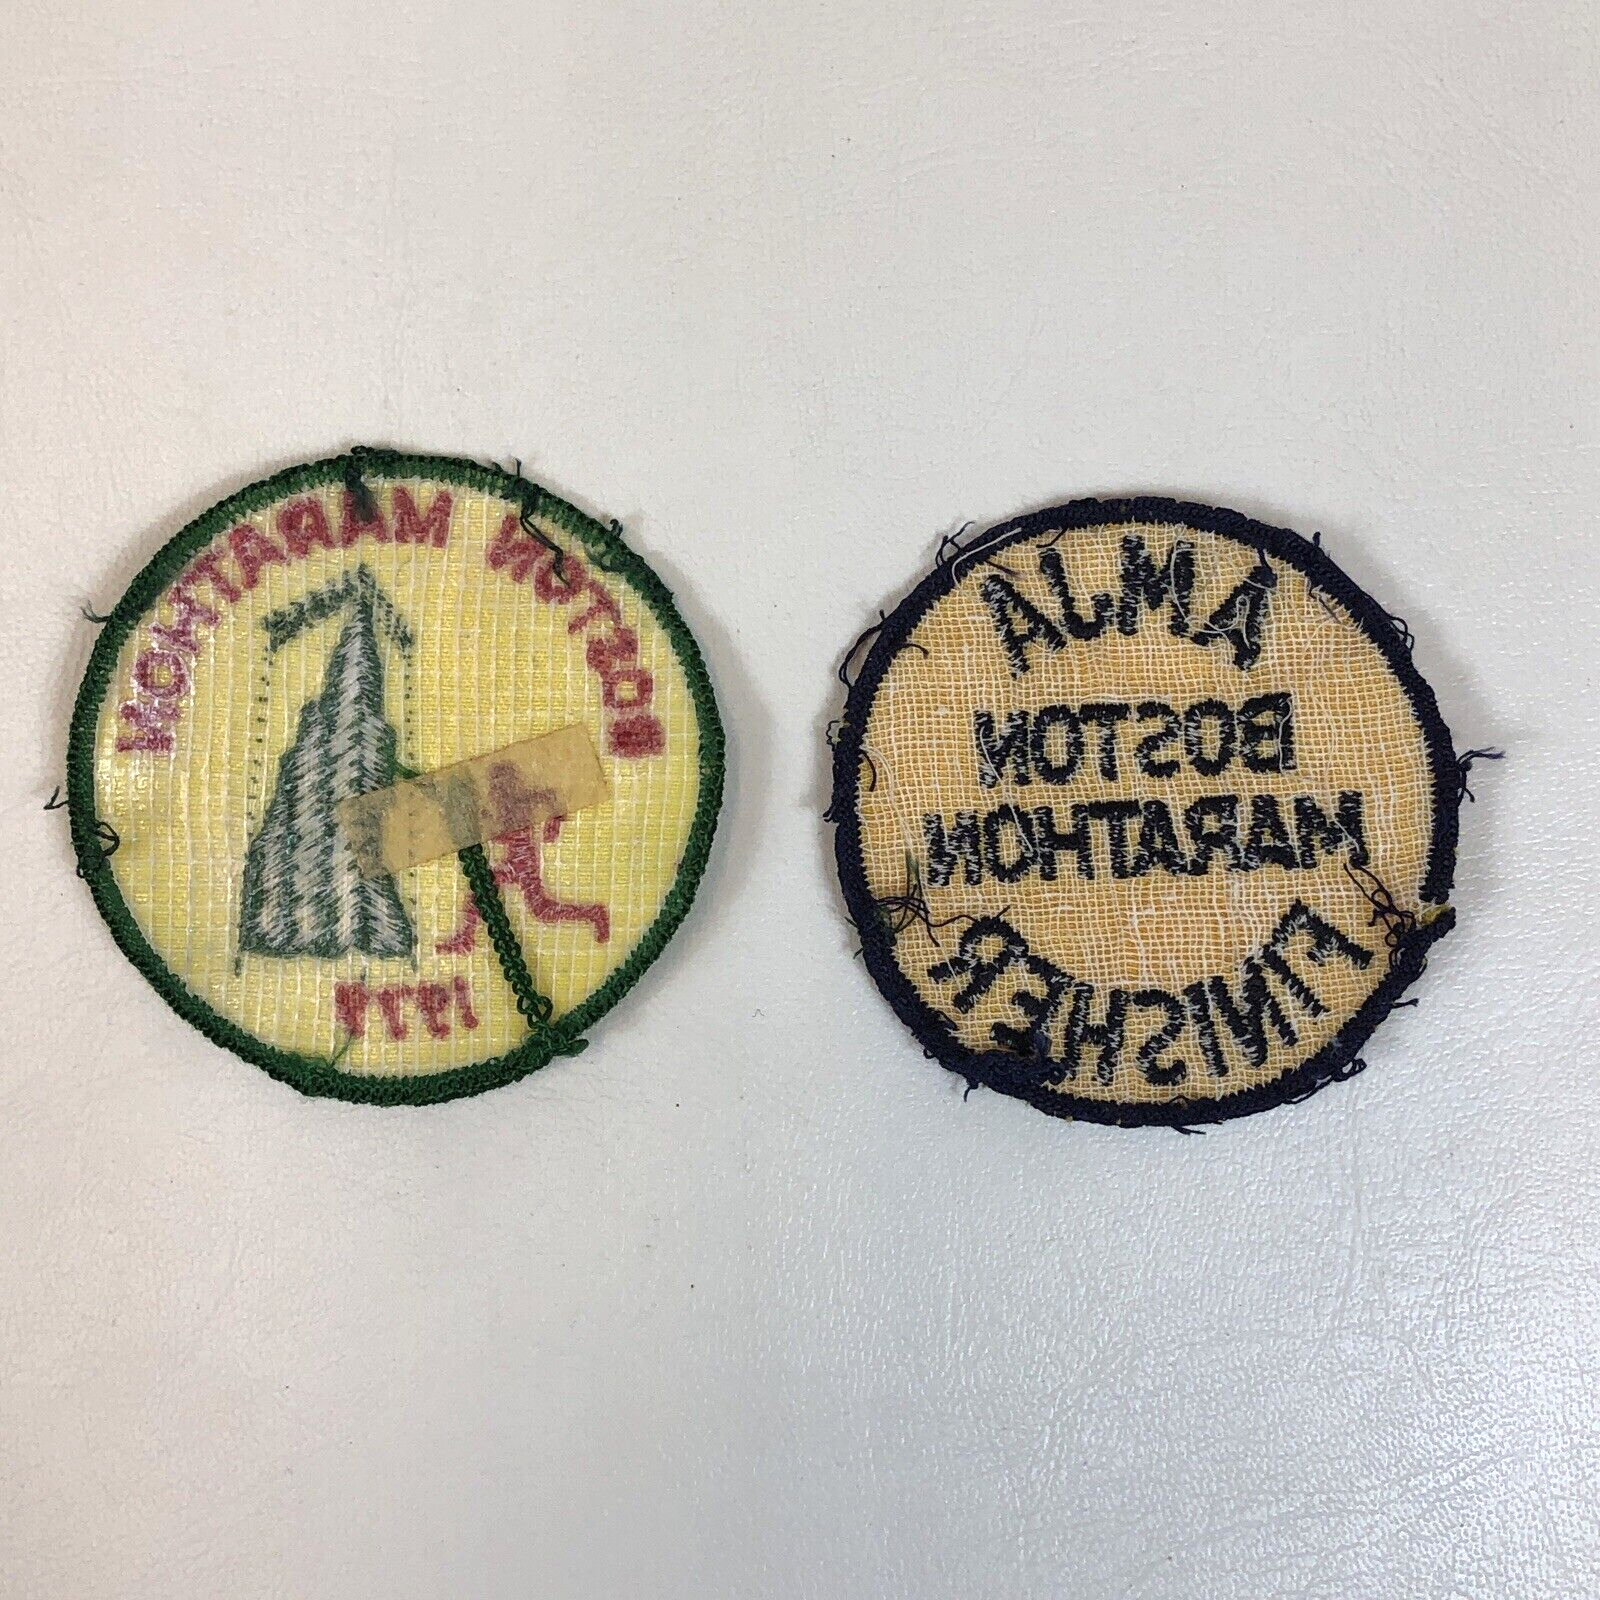 BOSTON MARATHON
1979
AMJA
BOSTON
MARATHON
FINISHER